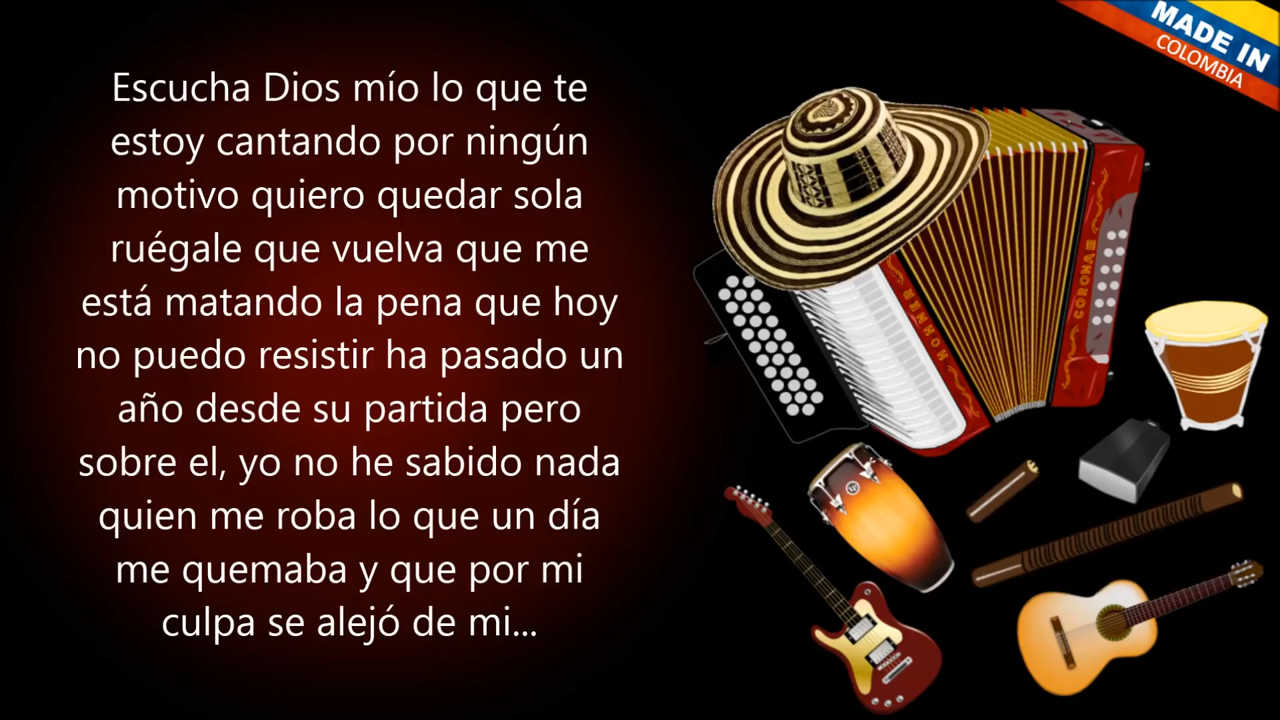 Escucha Dios mío lo que te
estoy cantando por ningún
motivo quiero quedar sola
ruégale que vuelva que me
está matando la pena que hoy
no puedo resistir ha pasado un
año desde su partida pero
sobre el, yo no he sabido nada
quien me roba lo que un día
me quemaba y que por mi
culpa se alejó de mi...
MADE IN
COLOMBIA
HOHNER
CORONA III
LP